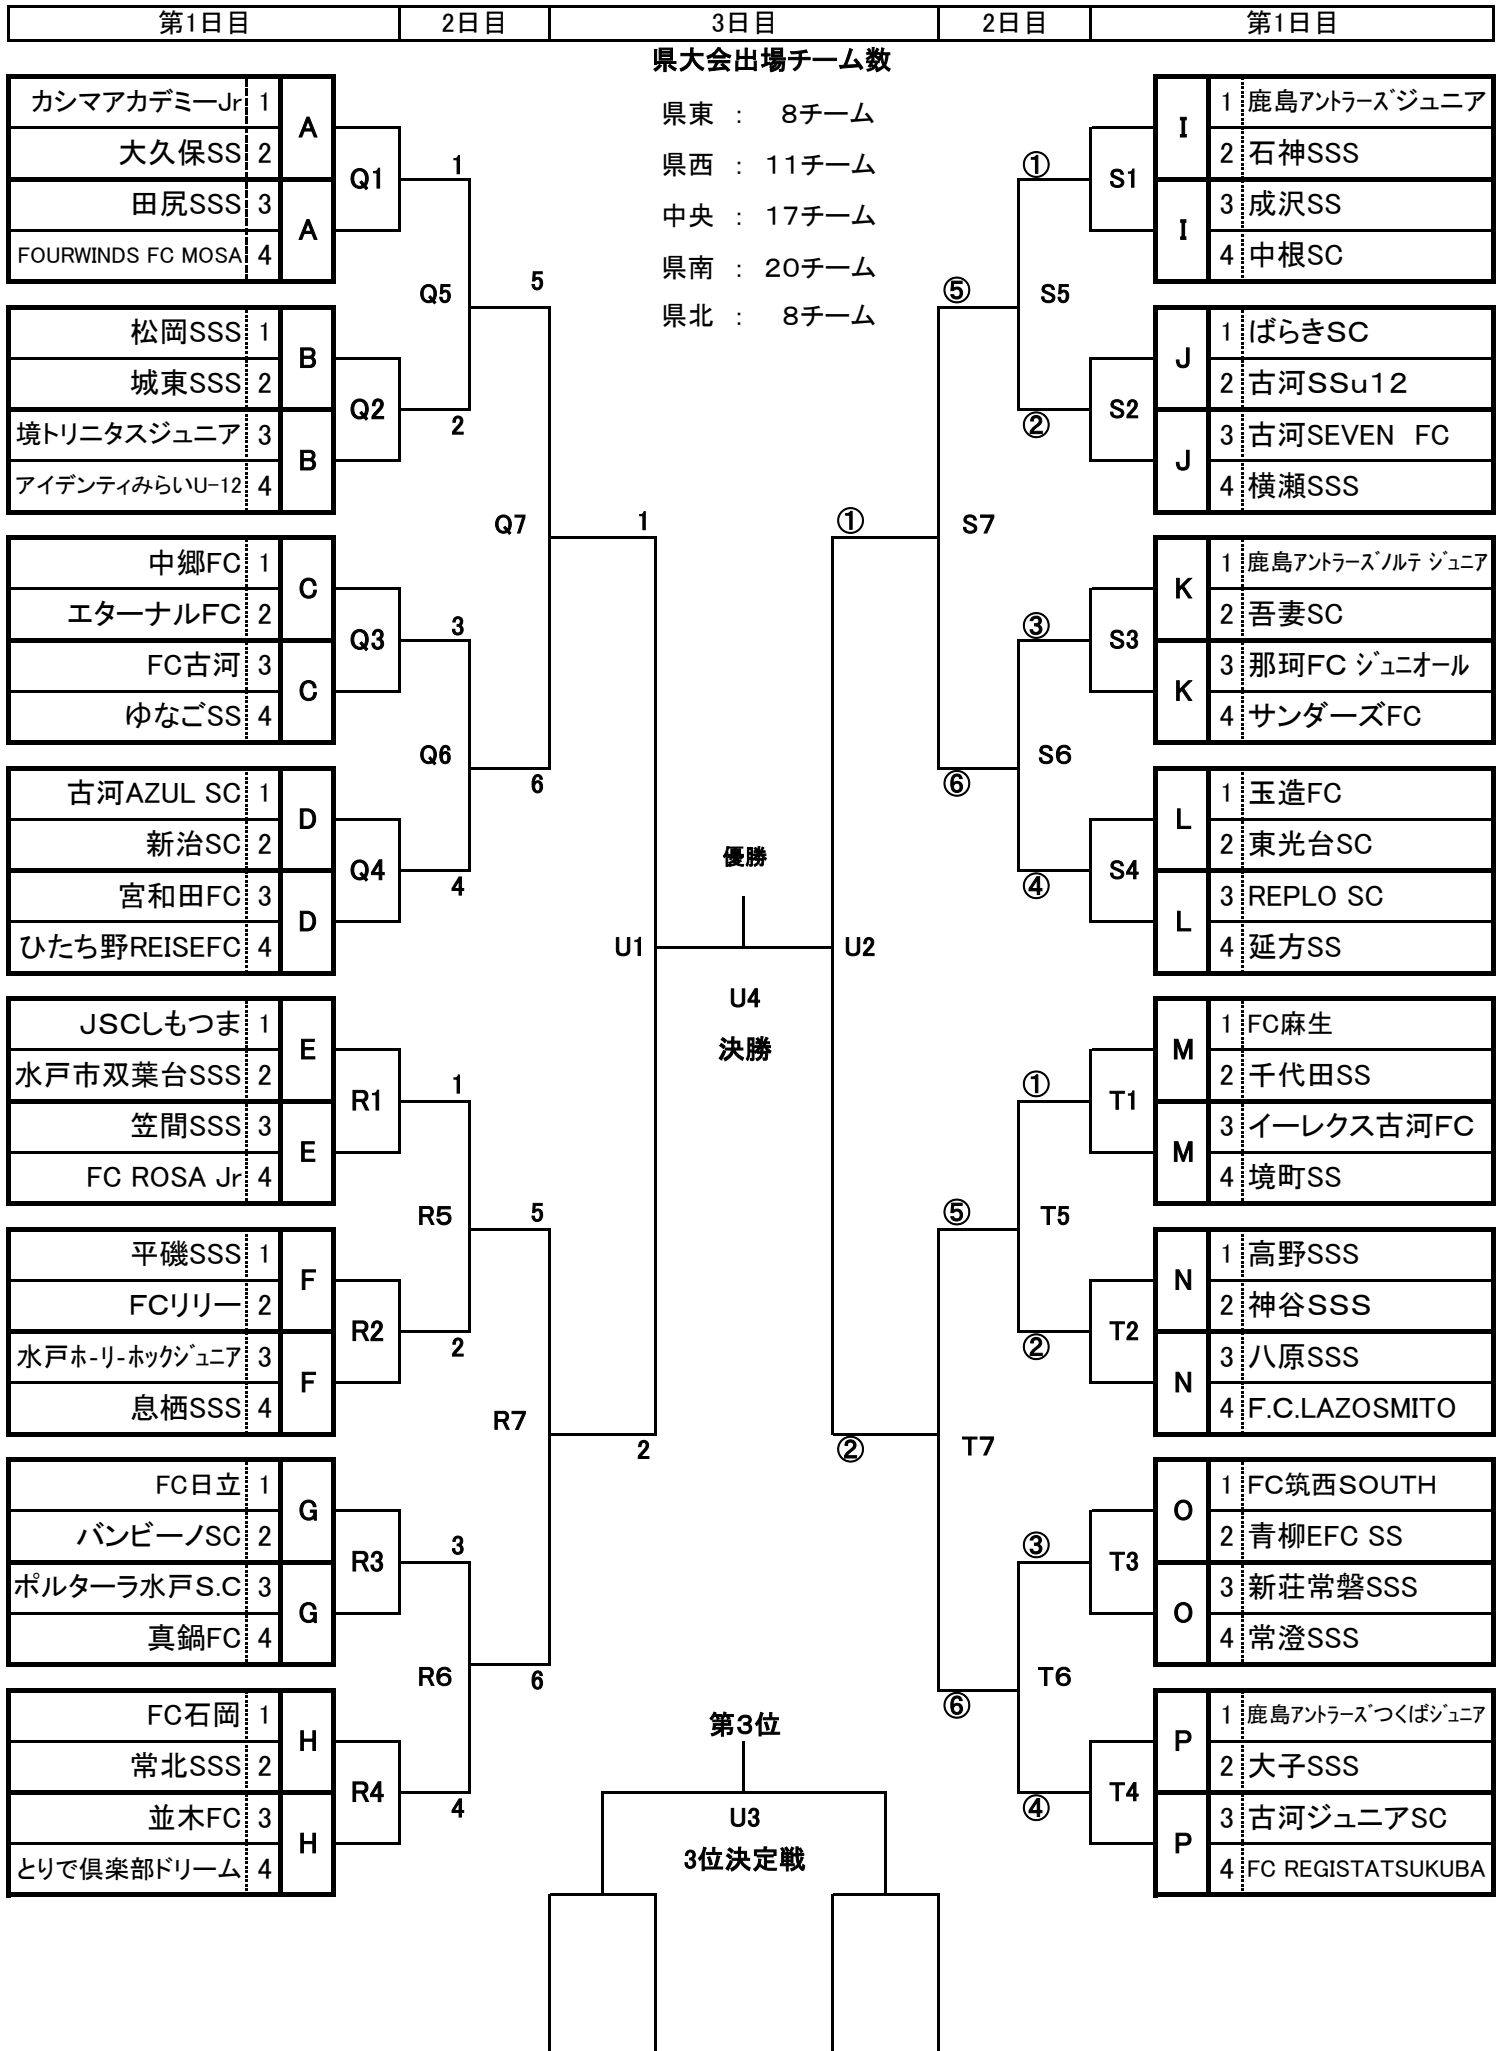 第1日目 2日目 3日目 2日目 第1日目
県大会出場チーム数
県東 : 8チーム
県西 : 11チーム
中央 : 17チーム
県南 : 20チーム
県北 : 8チーム
カシマアカデミーJr 1
大久保SS 2
A
田尻SSS 3
FOURWINDS FC MOSA 4
A
Q1
松岡SSS 1
城東SSS 2
B
境トリニタスジュニア 3
アイデンティみらいU-12 4
B
Q2
1
Q5
2
中郷FC 1
エターナルFC 2
C
FC古河 3
ゆなごSS 4
C
Q3
古河AZUL SC 1
新治SC 2
D
宮和田FC 3
ひたち野REISEFC 4
D
Q4
3
Q6
4
5
Q7
6
JSCしもつま 1
水戸市双葉台SSS 2
E
笠間SSS 3
FC ROSA Jr 4
E
R1
平磯SSS 1
FCリリー 2
F
水戸ホーリーホックジュニア 3
息栖SSS 4
F
R2
1
R5
2
FC日立 1
バンビーノSC 2
G
ポルターラ水戸S.C 3
真鍋FC 4
G
R3
FC石岡 1
常北SSS 2
H
並木FC 3
とりで倶楽部ドリーム 4
H
R4
3
R6
4
5
R7
6
1
U1
2
優勝
U4
決勝
第3位
U3
3位決定戦
①
U2
②
⑤
S7
⑥
①
S5
②
S1
I
1 鹿島アントラーズジュニア
2 石神SSS
I
3 成沢SS
4 中根SC
S2
J
1 ばらきSC
2 古河SSu12
J
3 古河SEVEN FC
4 横瀬SSS
③
S6
④
S3
K
1 鹿島アントラーズノルテ ジュニア
2 吾妻SC
K
3 那珂FC ジュニオール
4 サンダーズFC
S4
L
1 玉造FC
2 東光台SC
L
3 REPLO SC
4 延方SS
⑤
T7
⑥
①
T5
②
T1
M
1 FC麻生
2 千代田SS
M
3 イーレクス古河FC
4 境町SS
T2
N
1 高野SSS
2 神谷SSS
N
3 八原SSS
4 F.C.LAZOSMITO
③
T6
④
T3
O
1 FC筑西SOUTH
2 青柳EFC SS
O
3 新荘常磐SSS
4 常澄SSS
T4
P
1 鹿島アントラーズつくばジュニア
2 大子SSS
P
3 古河ジュニアSC
4 FC REGISTATSUKUBA